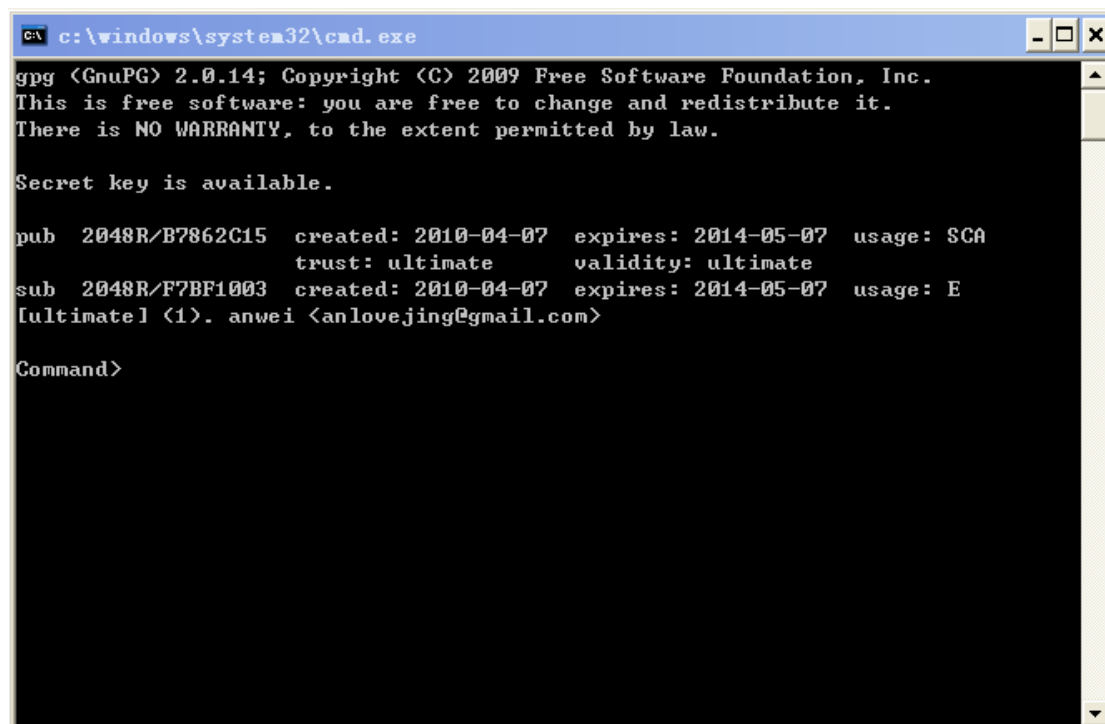 c:\windows\system32\cmd.exe
gpg (GnuPG) 2.0.14; Copyright (C) 2009 Free Software Foundation, Inc.
This is free software: you are free to change and redistribute it.
There is NO WARRANTY, to the extent permitted by law.
Secret key is available.
pub  2048R/B7862C15  created: 2010-04-07  expires: 2014-05-07  usage: SCA
                     trust: ultimate      validity: ultimate
sub  2048R/F7BF1003  created: 2010-04-07  expires: 2014-05-07  usage: E
[ultimate] (1). anwei <anlovejing@gmail.com>
Command>